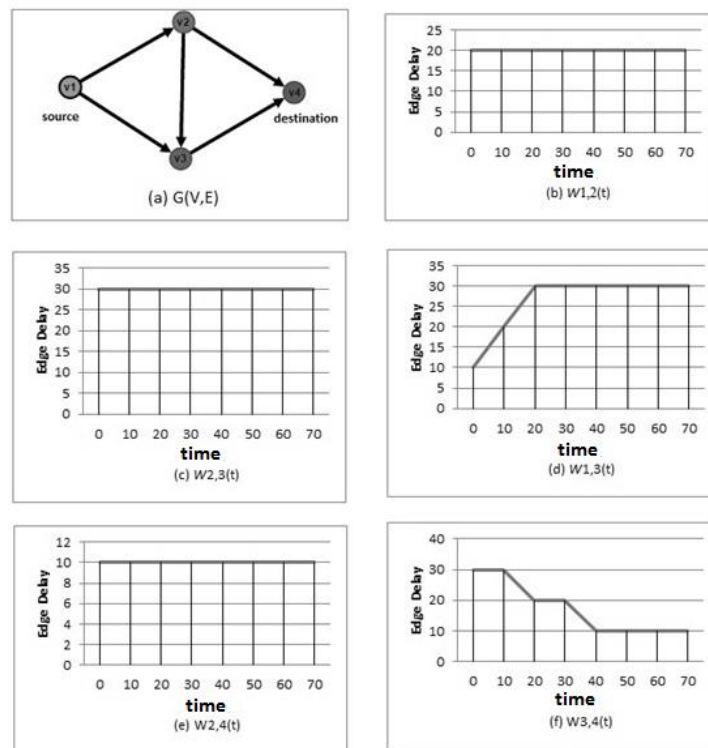 v2
v1
v4
source
destination
v3
(a) G(V,E)
Edge Delay
25
20
15
10
5
0
0 10 20 30 40 50 60 70
time
(b) W1,2(t)
Edge Delay
35
30
25
20
15
10
5
0
0 10 20 30 40 50 60 70
time
(c) W2,3(t)
Edge Delay
35
30
25
20
15
10
5
0
0 10 20 30 40 50 60 70
time
(d) W1,3(t)
Edge Delay
12
10
8
6
4
2
0
0 10 20 30 40 50 60 70
time
(e) W2,4(t)
Edge Delay
40
30
20
10
0
0 10 20 30 40 50 60 70
time
(f) W3,4(t)